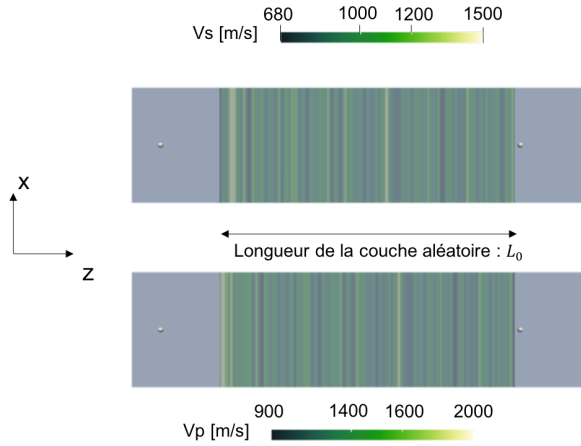 680 1000 1200 1500
Vs [m/s]
X
Z
Longueur de la couche aléatoire : L₀
900 1400 1600 2000
Vp [m/s]